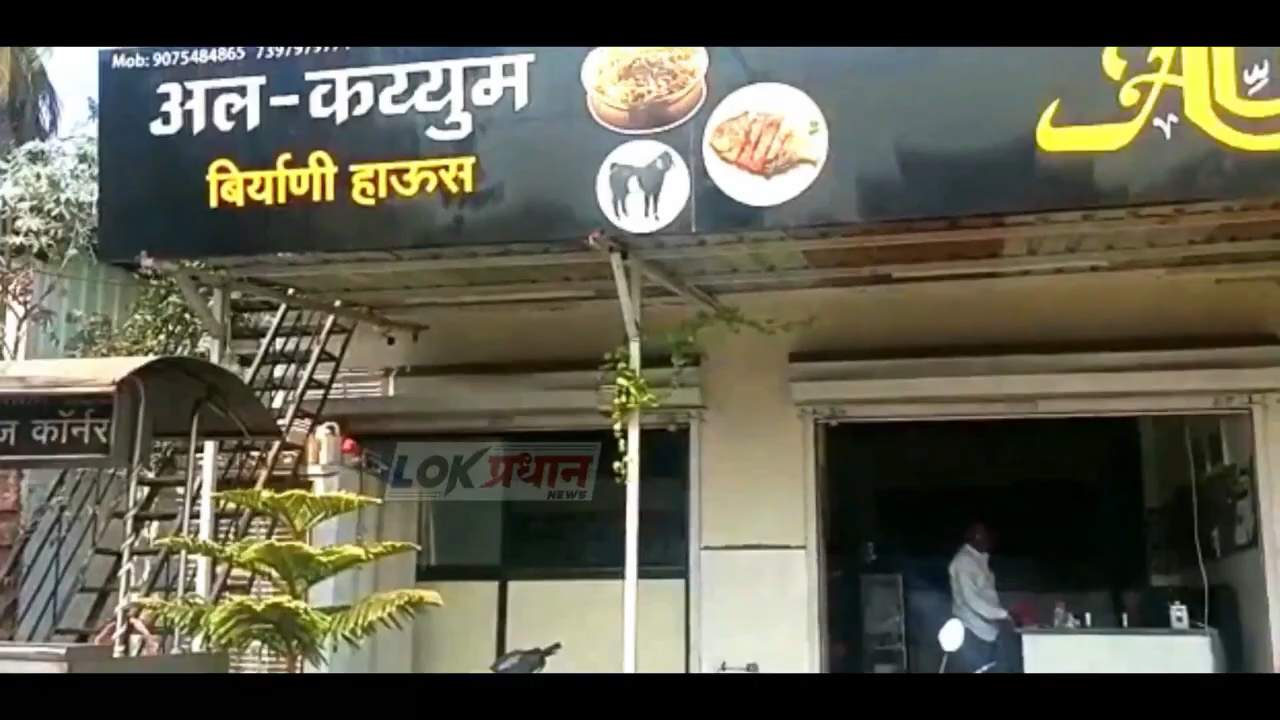 Mob: 9075484865
अल-कय्युम
बिर्याणी हाऊस
ज कॉर्नर
LOK प्रधान
NEWS